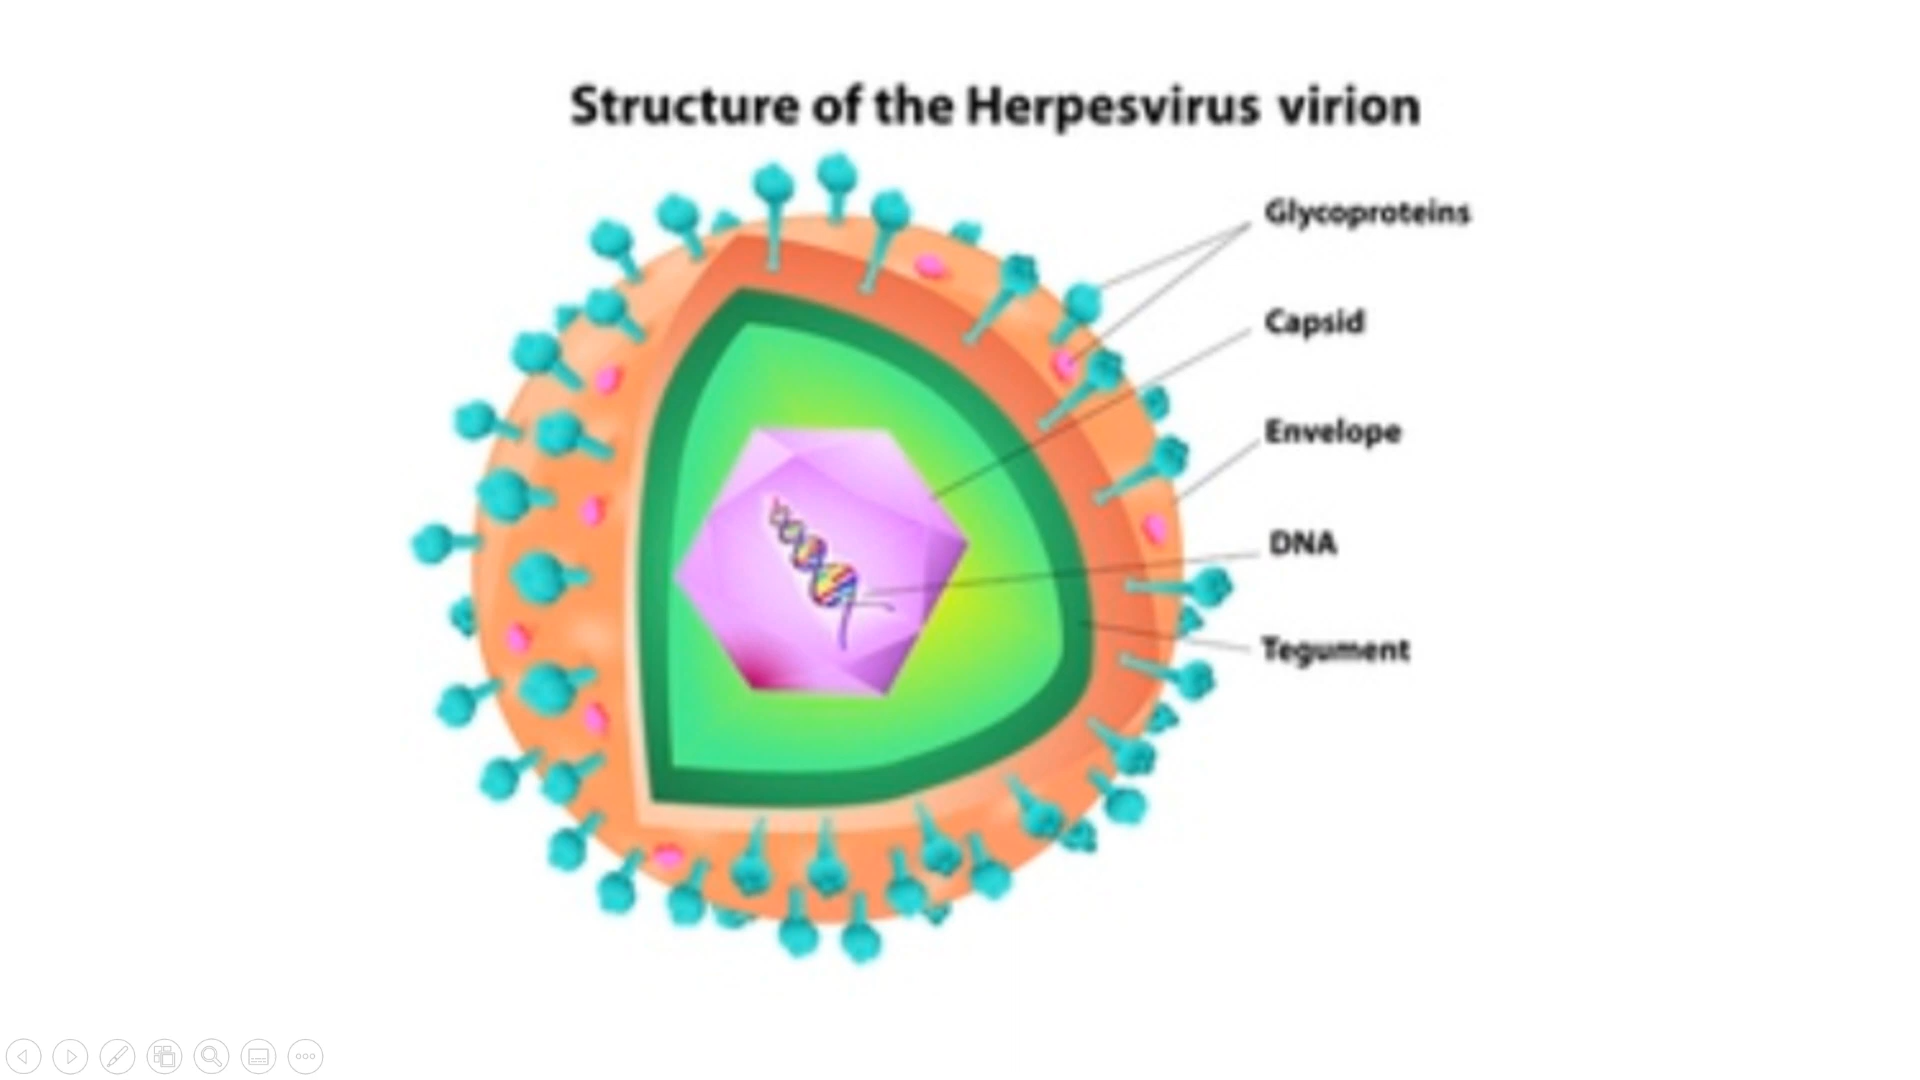 Structure of the Herpesvirus virion
Glycoproteins
Capsid
Envelope
DNA
Tegument